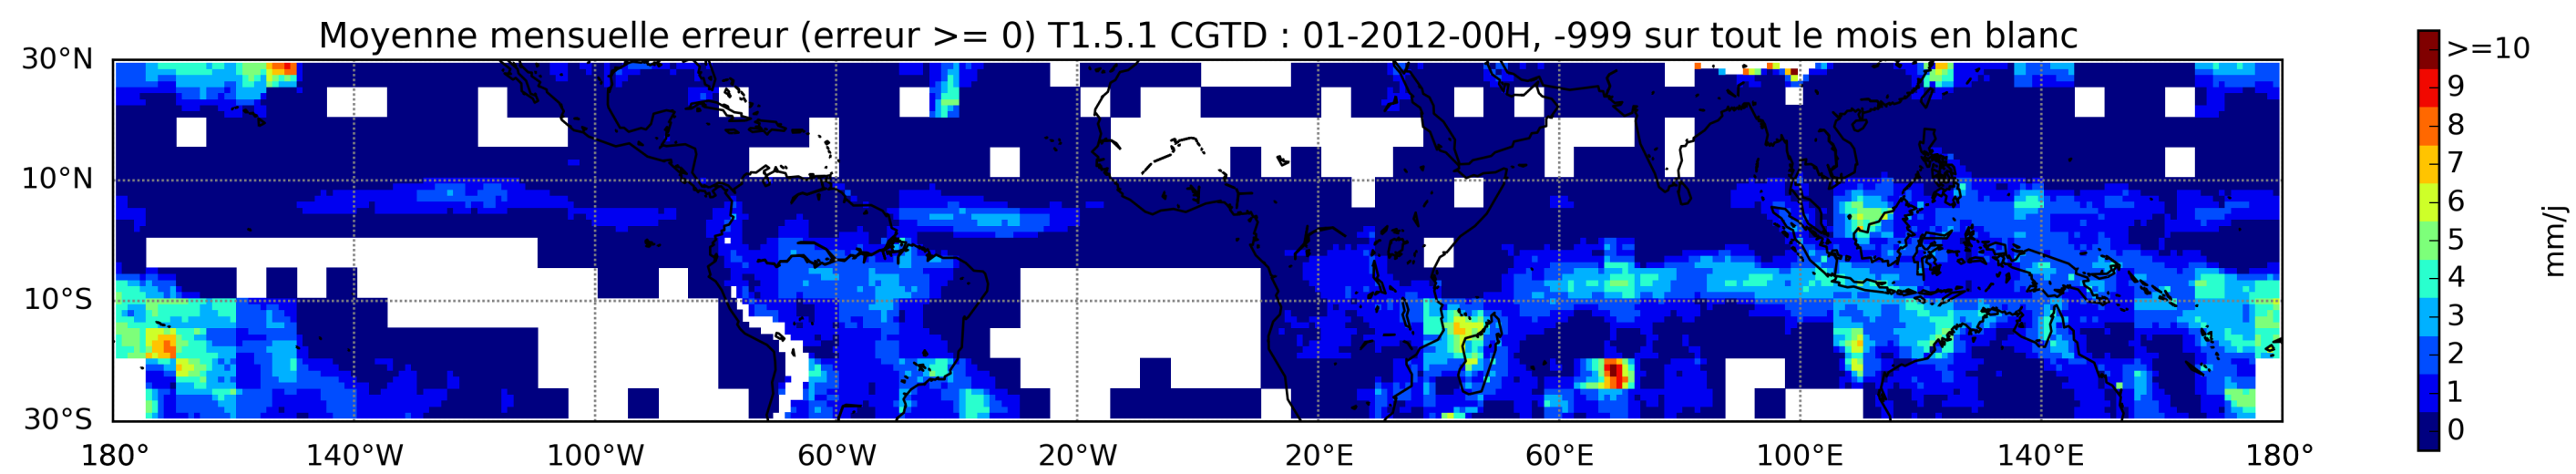 Moyenne mensuelle erreur (erreur >= 0) T1.5.1 CGTD : 01-2012-00H, -999 sur tout le mois en blanc
30°N
10°N
10°S
30°S
180° 140°W 100°W 60°W 20°W 20°E 60°E 100°E 140°E 180°
>=10
9
8
7
6
5
4
3
2
1
0
mm/j